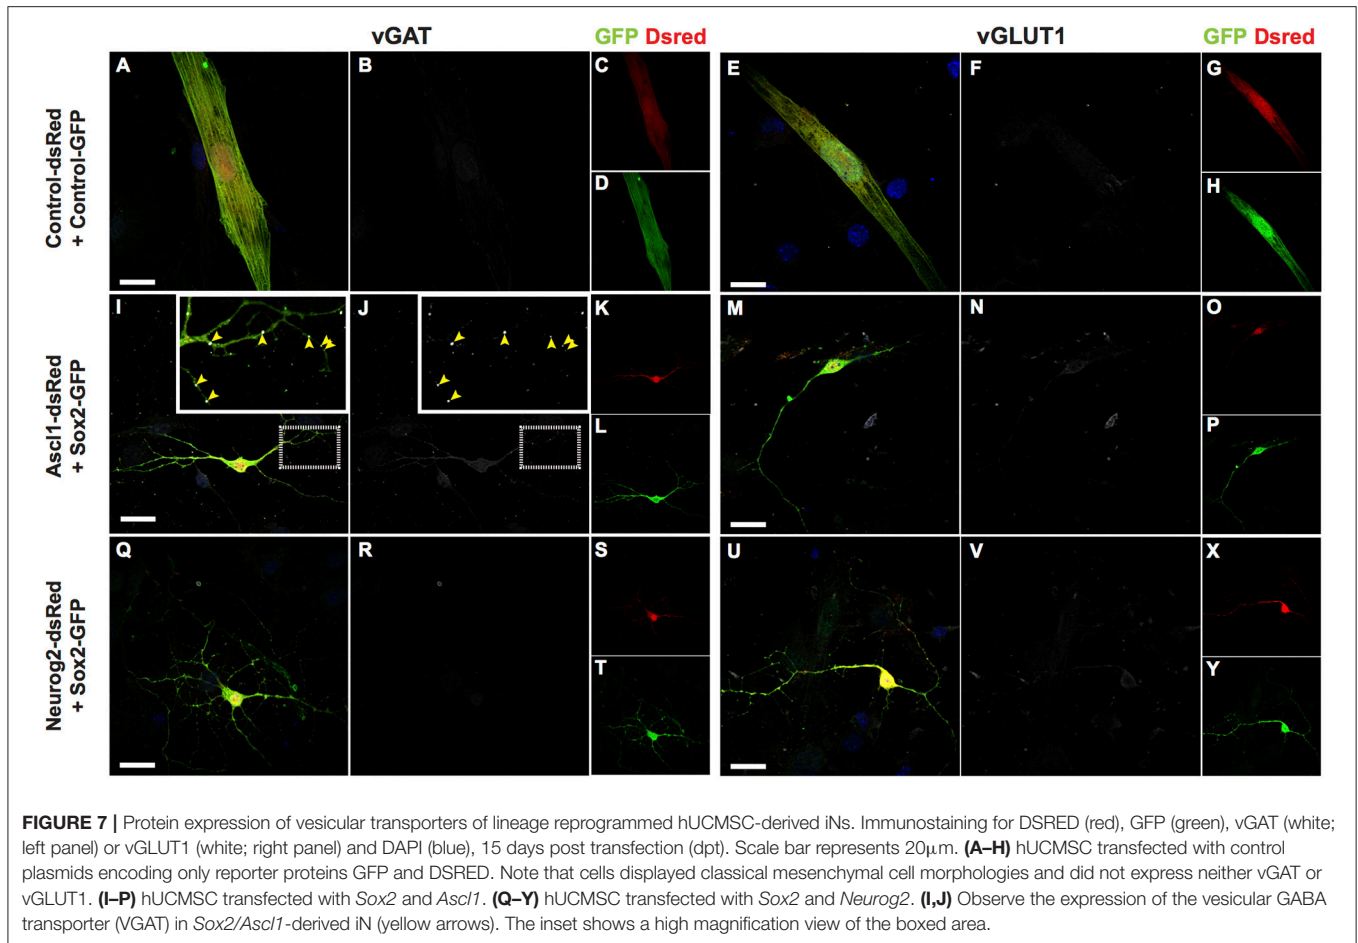 vGAT
GFP Dsred
vGLUT1
GFP Dsred
Control-dsRed
+ Control-GFP
A
B
C
D
E
F
G
H
Ascl1-dsRed
+ Sox2-GFP
I
J
K
L
M
N
O
P
Neurog2-dsRed
+ Sox2-GFP
Q
R
S
T
U
V
X
Y
FIGURE 7 | Protein expression of vesicular transporters of lineage reprogrammed hUCMSC-derived iNs. Immunostaining for DSRED (red), GFP (green), vGAT (white;
left panel) or vGLUT1 (white; right panel) and DAPI (blue), 15 days post transfection (dpt). Scale bar represents 20μm. (A–H) hUCMSC transfected with control
plasmids encoding only reporter proteins GFP and DSRED. Note that cells displayed classical mesenchymal cell morphologies and did not express neither vGAT or
vGLUT1. (I–P) hUCMSC transfected with Sox2 and Ascl1. (Q–Y) hUCMSC transfected with Sox2 and Neurog2. (I,J) Observe the expression of the vesicular GABA
transporter (VGAT) in Sox2/Ascl1-derived iN (yellow arrows). The inset shows a high magnification view of the boxed area.